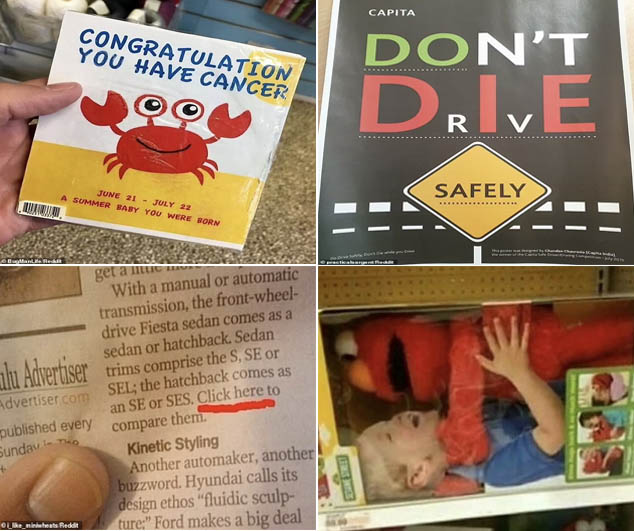 CONGRATULATION
YOU HAVE CANCER
JUNE 21 - JULY 22
A SUMMER BABY YOU WERE BORN
© BugManLife/Reddit
CAPITA
DON'T
DRIVE
SAFELY
© practicalsargent/Reddit
With a manual or automatic
transmission, the front-wheel-
drive Fiesta sedan comes as a
sedan or hatchback. Sedan
trims comprise the S, SE or
SEL; the hatchback comes as
an SE or SES. Click here to
compare them.
Kinetic Styling
Another automaker, another
buzzword. Hyundai calls its
design ethos "fluidic sculp-
ture;" Ford makes a big deal
lulu Advertiser
Advertiser.com
published every
Sunday
© i_like_miniwheats/Reddit
SESAME STREET